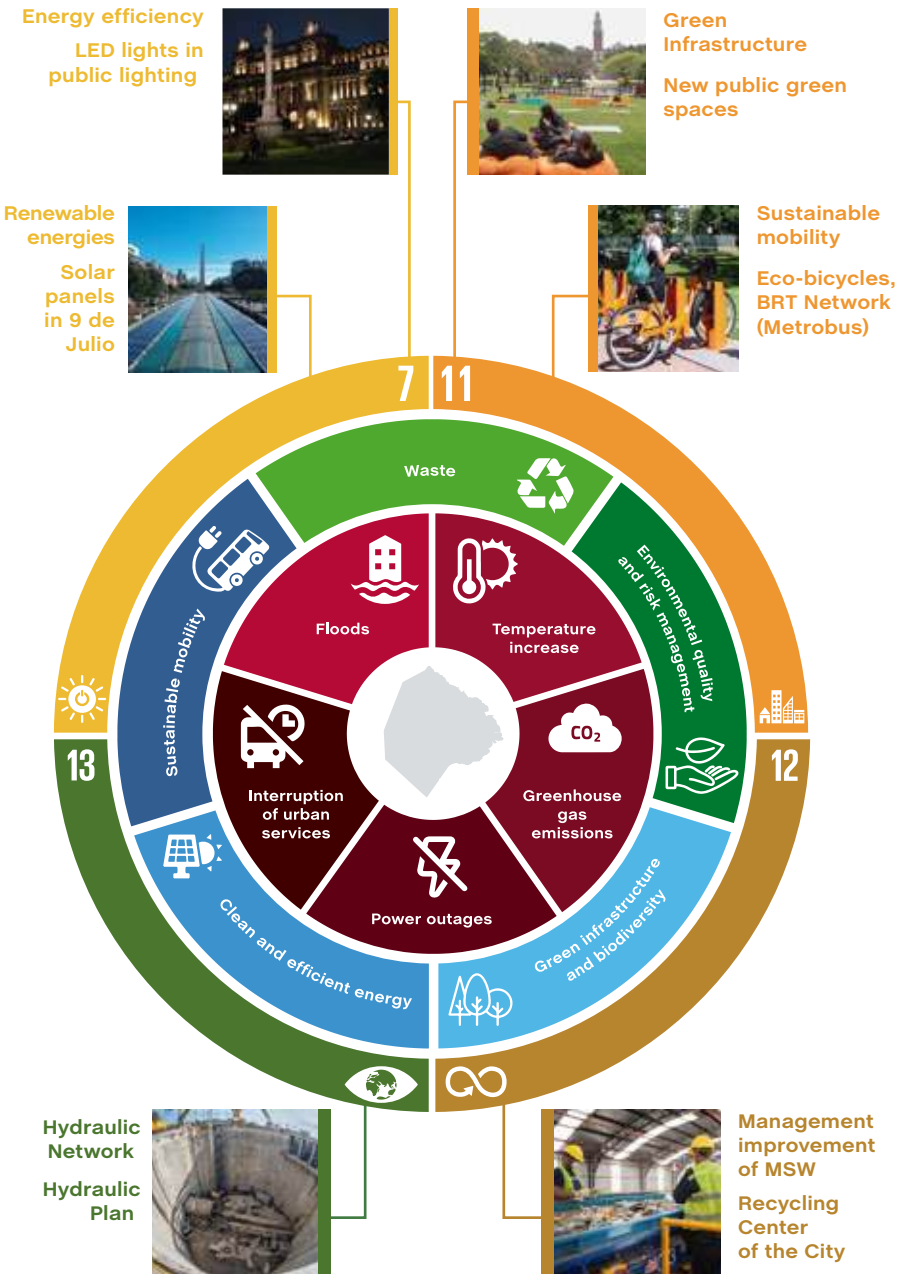 Energy efficiency
LED lights in
public lighting
Green
Infrastructure
New public green
spaces
Renewable
energies
Solar
panels
in 9 de
Julio
Sustainable
mobility
Eco-bicycles,
BRT Network
(Metrobus)
7
11
Waste
Sustainable mobility
Environmental quality
and risk management
Floods
Temperature
increase
13
12
CO₂
Interruption
of urban
services
Greenhouse
gas
emissions
Power outages
Clean and efficient energy
Green infrastructure
and biodiversity
Hydraulic
Network
Hydraulic
Plan
Management
improvement
of MSW
Recycling
Center
of the City